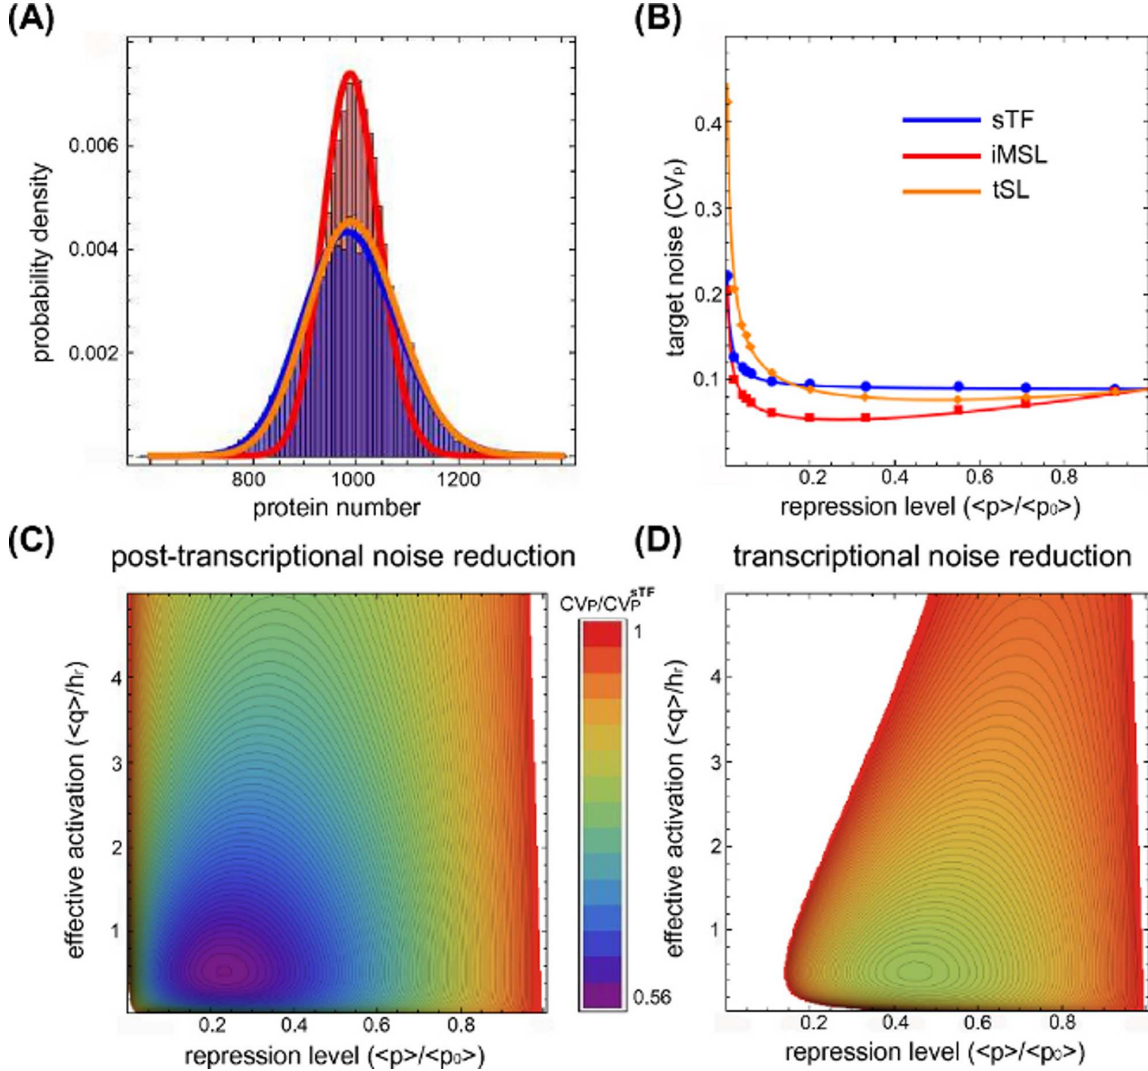 (A)
probability density
0.006
0.004
0.002
800
1000
1200
protein number
(B)
target noise (CVp)
0.4
0.3
0.2
0.1
sTF
iMSL
tSL
0.2
0.4
0.6
0.8
repression level (<p>/<p0>)
(C)
post-transcriptional noise reduction
effective activation (<q>/hr)
4
3
2
1
0.2
0.4
0.6
0.8
repression level (<p>/<p0>)
CVP/CVP sTF
1
0.56
(D)
transcriptional noise reduction
effective activation (<q>/hr)
4
3
2
1
0.2
0.4
0.6
0.8
repression level (<p>/<p0>)